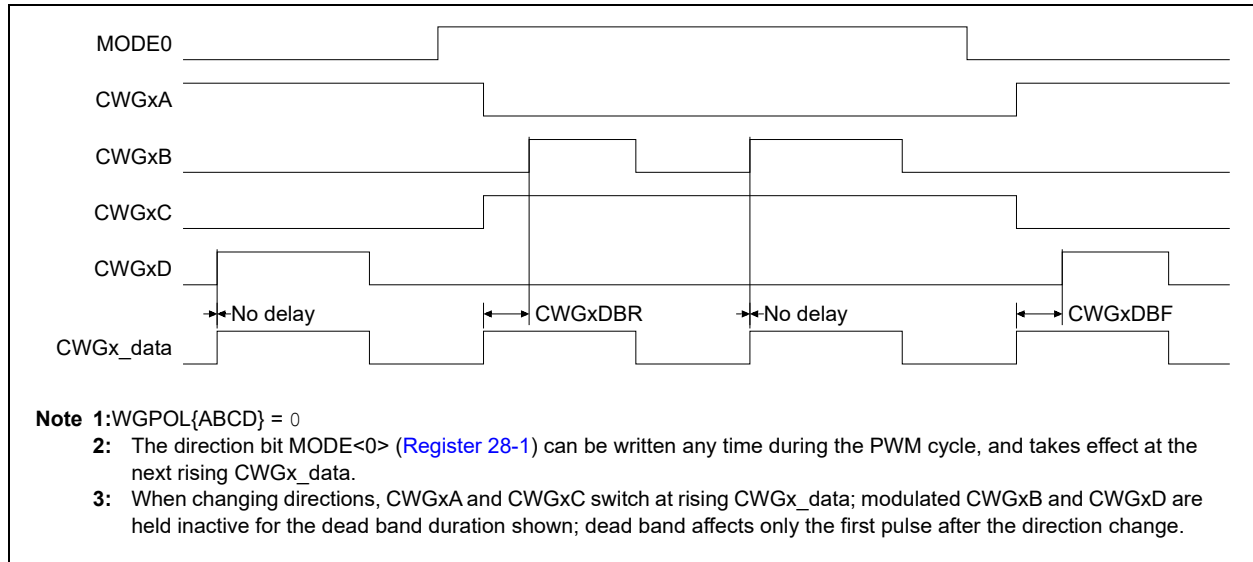 MODE0
CWGxA
CWGxB
CWGxC
CWGxD
No delay CWGxDBR No delay CWGxDBF
CWGx_data
Note 1:WGPOL{ABCD} = 0
2: The direction bit MODE<0> (Register 28-1) can be written any time during the PWM cycle, and takes effect at the
next rising CWGx_data.
3: When changing directions, CWGxA and CWGxC switch at rising CWGx_data; modulated CWGxB and CWGxD are
held inactive for the dead band duration shown; dead band affects only the first pulse after the direction change.